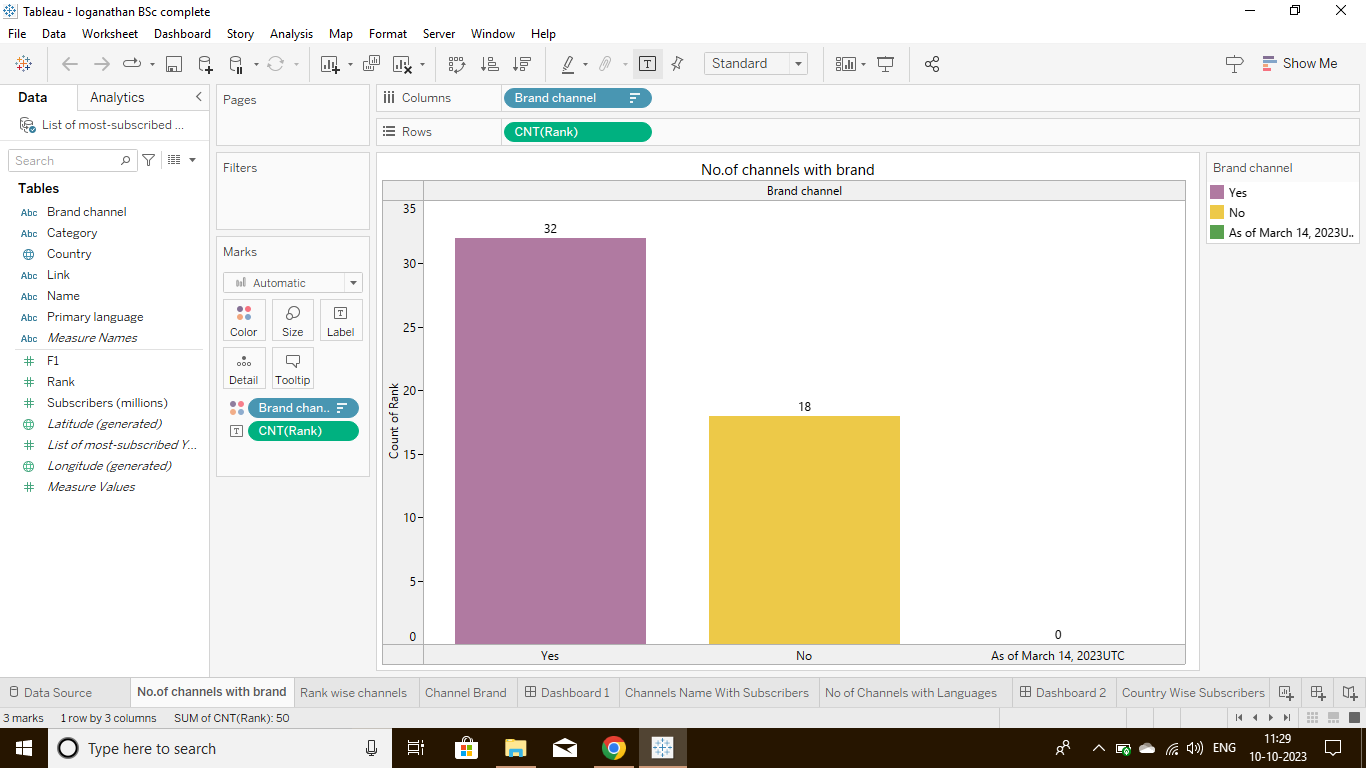 Tableau - loganathan BSc complete
File Data Worksheet Dashboard Story Analysis Map Format Server Window Help
Standard
Show Me
Data Analytics
List of most-subscribed ...
Search
Tables
Abc Brand channel
Abc Category
Country
Abc Link
Abc Name
Abc Primary language
Abc Measure Names
F1
Rank
Subscribers (millions)
Latitude (generated)
List of most-subscribed Y...
Longitude (generated)
Measure Values
Pages
Filters
Marks
Automatic
Color Size Label
Detail Tooltip
Brand chan..
CNT(Rank)
Columns Brand channel
Rows CNT(Rank)
No.of channels with brand
Brand channel
35
30
25
20
15
10
5
0
Count of Rank
32
18
0
Yes No As of March 14, 2023UTC
Brand channel
Yes
No
As of March 14, 2023U..
Data Source No.of channels with brand Rank wise channels Channel Brand Dashboard 1 Channels Name With Subscribers No of Channels with Languages Dashboard 2 Country Wise Subscribers
3 marks 1 row by 3 columns SUM of CNT(Rank): 50
Type here to search
ENG
11:29
10-10-2023